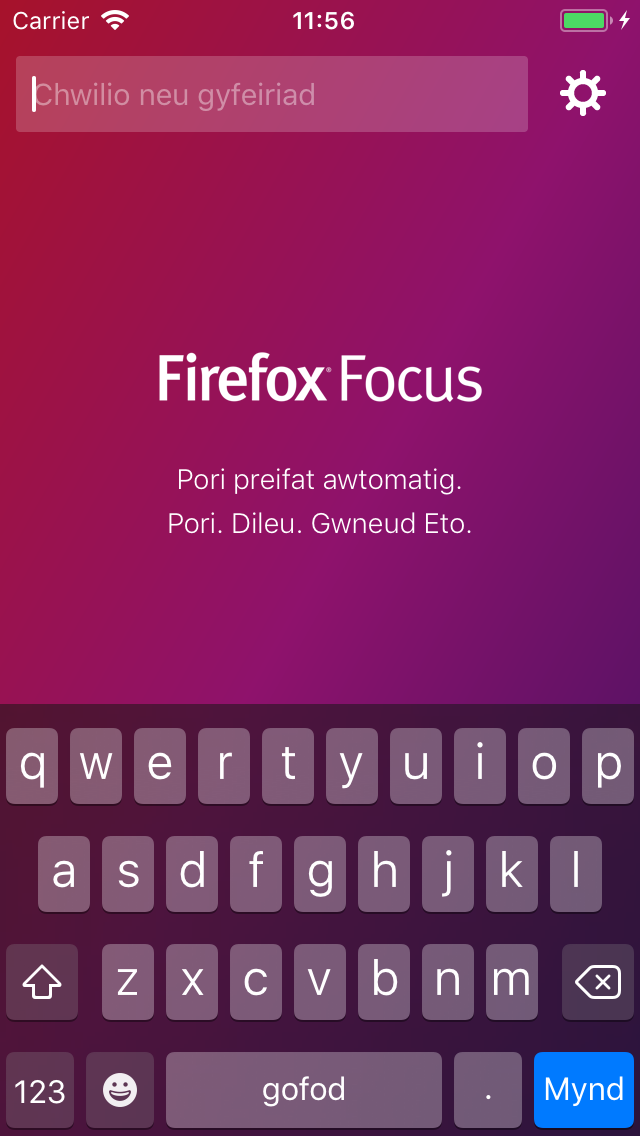 Carrier 11:56
Chwilio neu gyfeiriad
Firefox® Focus
Pori preifat awtomatig.
Pori. Dileu. Gwneud Eto.
q w e r t y u i o p
a s d f g h j k l
z x c v b n m
123 gofod . Mynd